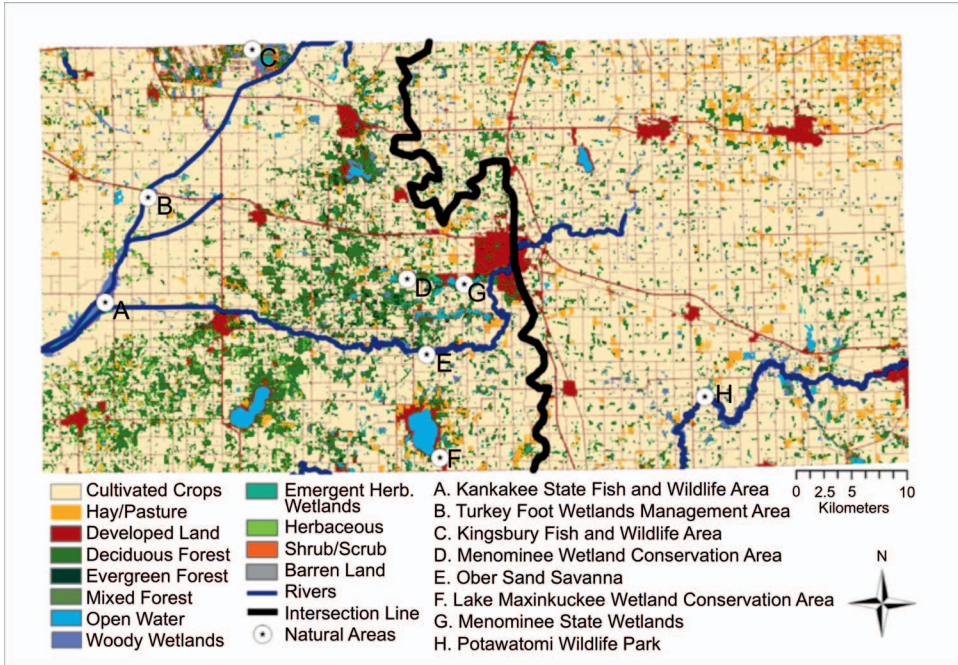 C
B
D
G
A
E
H
F
Cultivated Crops
Hay/Pasture
Developed Land
Deciduous Forest
Evergreen Forest
Mixed Forest
Open Water
Woody Wetlands
Emergent Herb.
Wetlands
Herbaceous
Shrub/Scrub
Barren Land
Rivers
Intersection Line
Natural Areas
A. Kankakee State Fish and Wildlife Area
B. Turkey Foot Wetlands Management Area
C. Kingsbury Fish and Wildlife Area
D. Menominee Wetland Conservation Area
E. Ober Sand Savanna
F. Lake Maxinkuckee Wetland Conservation Area
G. Menominee State Wetlands
H. Potawatomi Wildlife Park
0 2.5 5 10
Kilometers
N